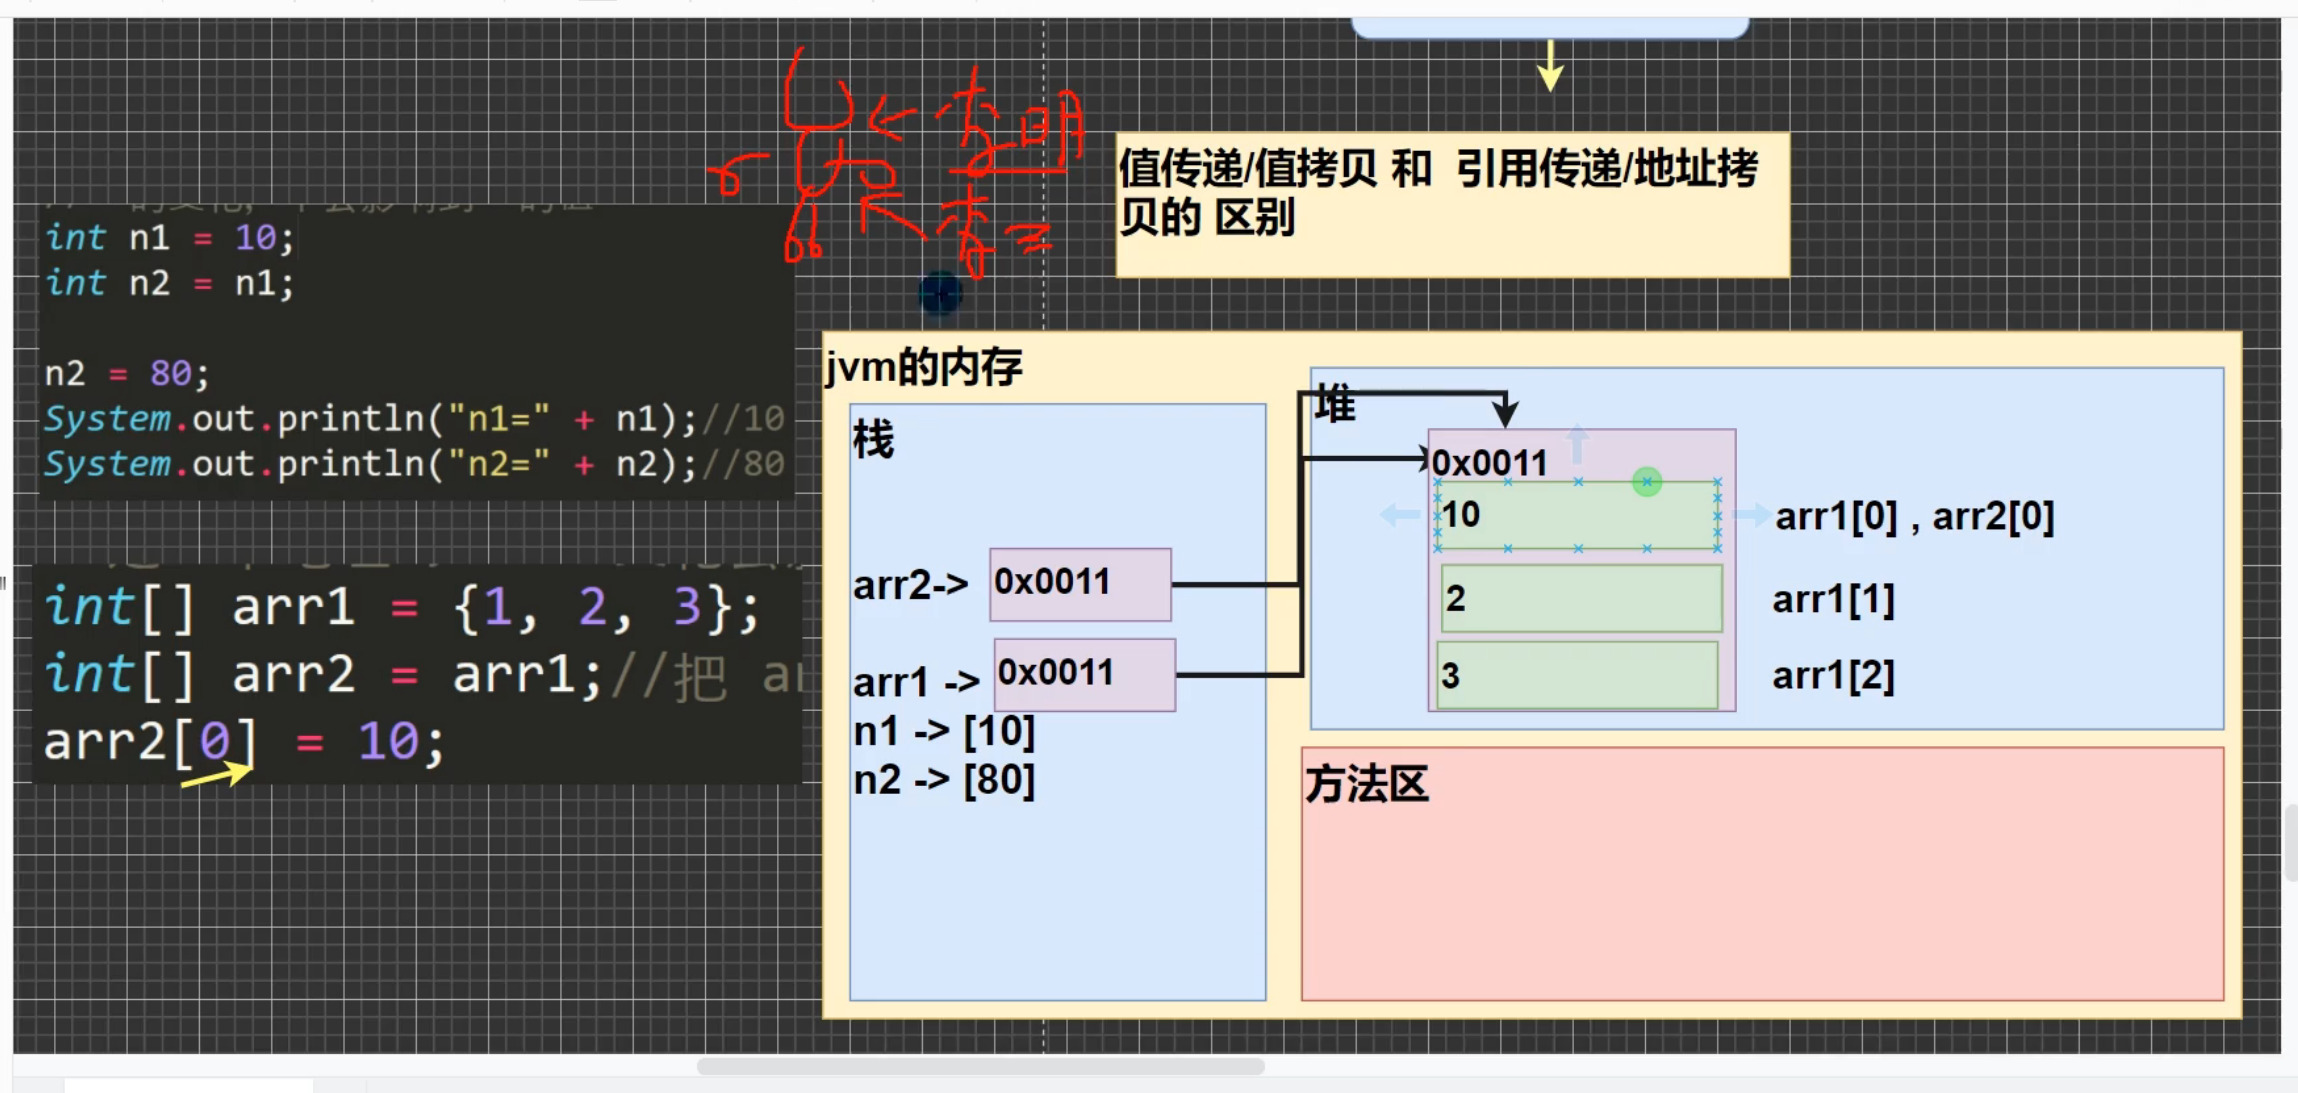 int n1 = 10;
int n2 = n1;
n2 = 80;
System.out.println("n1=" + n1);//10
System.out.println("n2=" + n2);//80
int[] arr1 = {1, 2, 3};
int[] arr2 = arr1;//把
arr2[0] = 10;
值传递/值拷贝 和 引用传递/地址拷
贝的 区别
jvm的内存
栈
arr2-> 0x0011
arr1 -> 0x0011
n1 -> [10]
n2 -> [80]
堆
0x0011
10 arr1[0] , arr2[0]
2 arr1[1]
3 arr1[2]
方法区